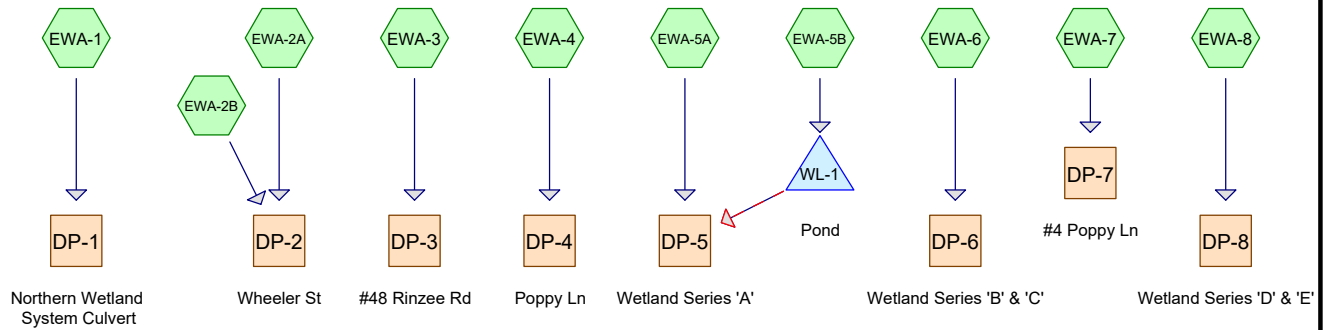 EWA-1
EWA-2A
EWA-3
EWA-4
EWA-5A
EWA-5B
EWA-6
EWA-7
EWA-8
EWA-2B
WL-1
DP-7
Pond
#4 Poppy Ln
DP-1
DP-2
DP-3
DP-4
DP-5
DP-6
DP-8
Northern Wetland
System Culvert
Wheeler St
#48 Rinzee Rd
Poppy Ln
Wetland Series 'A'
Wetland Series 'B' & 'C'
Wetland Series 'D' & 'E'